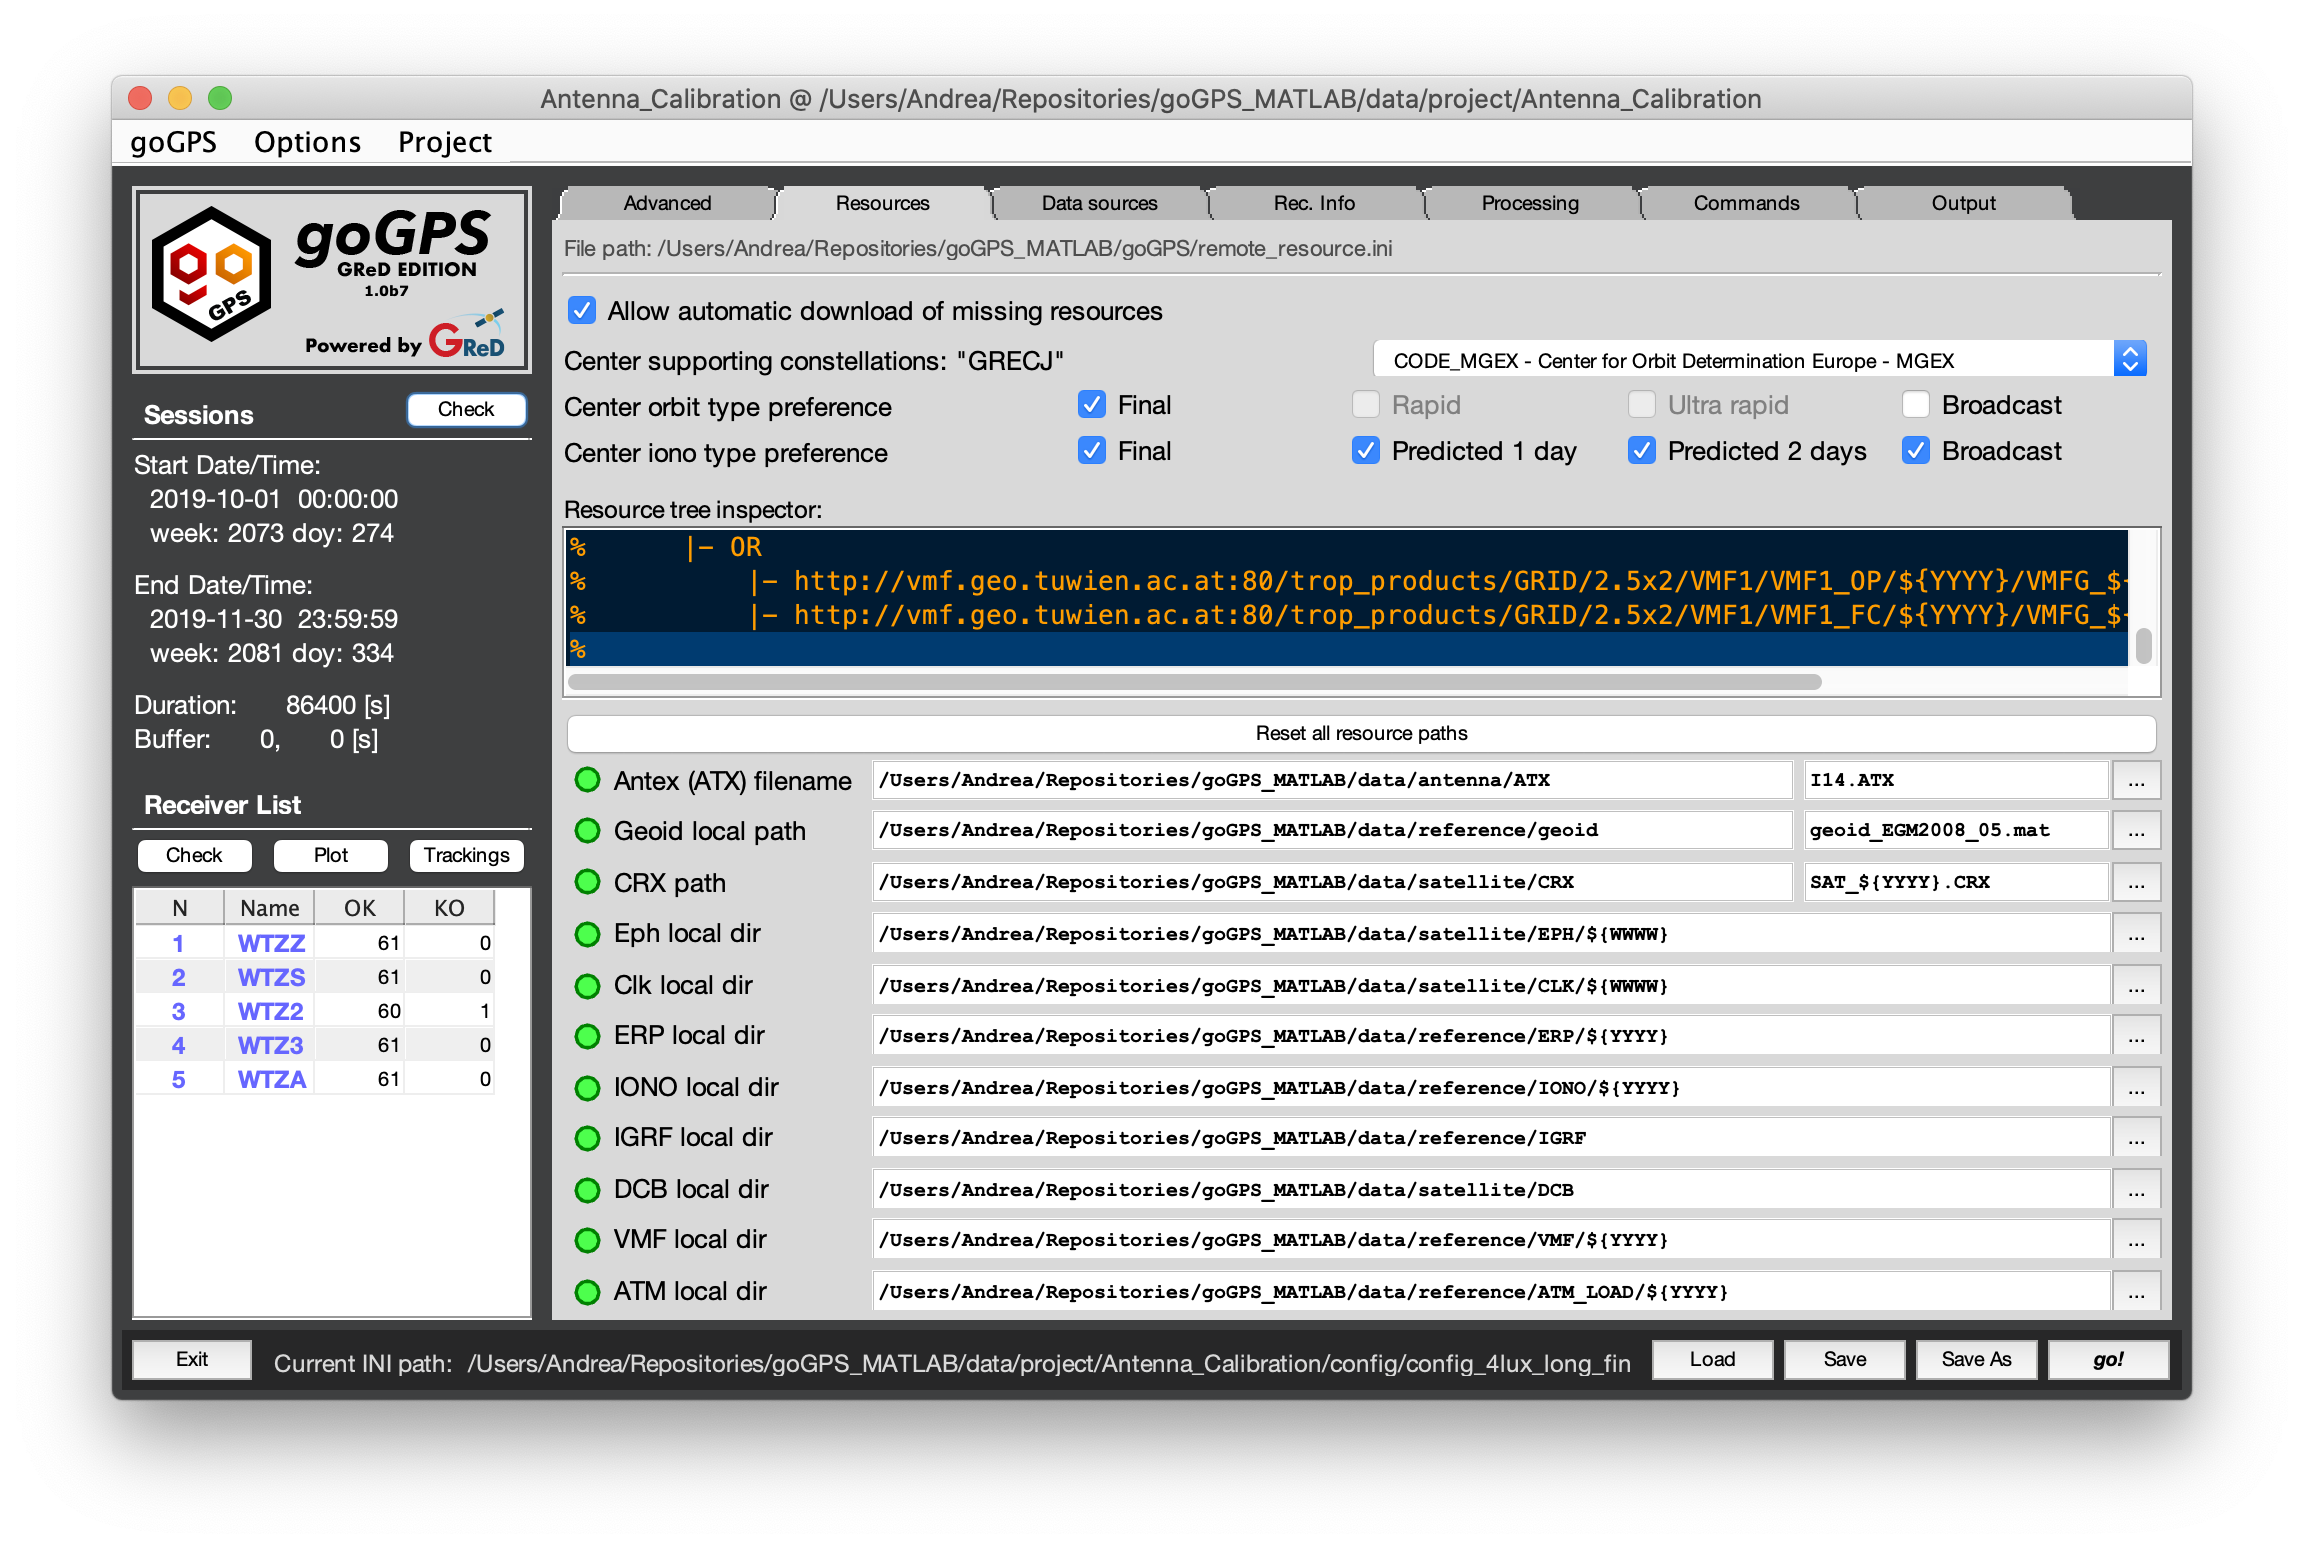 Antenna_Calibration @ /Users/Andrea/Repositories/goGPS_MATLAB/data/project/Antenna_Calibration
goGPS Options Project
go GPS
goGPS
GReD EDITION
1.0b7
Powered by GReD
Sessions Check
Start Date/Time:
2019-10-01 00:00:00
week: 2073 doy: 274
End Date/Time:
2019-11-30 23:59:59
week: 2081 doy: 334
Duration: 86400 [s]
Buffer: 0, 0 [s]
Receiver List
Check Plot Trackings
N Name OK KO
1 WTZZ 61 0
2 WTZS 61 0
3 WTZ2 60 1
4 WTZ3 61 0
5 WTZA 61 0
Advanced Resources Data sources Rec. Info Processing Commands Output
File path: /Users/Andrea/Repositories/goGPS_MATLAB/goGPS/remote_resource.ini
Allow automatic download of missing resources
Center supporting constellations: "GRECJ" CODE_MGEX - Center for Orbit Determination Europe - MGEX
Center orbit type preference Final Rapid Ultra rapid Broadcast
Center iono type preference Final Predicted 1 day Predicted 2 days Broadcast
Resource tree inspector:
% |- OR
% |- http://vmf.geo.tuwien.ac.at:80/trop_products/GRID/2.5x2/VMF1/VMF1_OP/${YYYY}/VMFG_${
% |- http://vmf.geo.tuwien.ac.at:80/trop_products/GRID/2.5x2/VMF1/VMF1_FC/${YYYY}/VMFG_${
%
Reset all resource paths
Antex (ATX) filename /Users/Andrea/Repositories/goGPS_MATLAB/data/antenna/ATX I14.ATX ...
Geoid local path /Users/Andrea/Repositories/goGPS_MATLAB/data/reference/geoid geoid_EGM2008_05.mat ...
CRX path /Users/Andrea/Repositories/goGPS_MATLAB/data/satellite/CRX SAT_${YYYY}.CRX ...
Eph local dir /Users/Andrea/Repositories/goGPS_MATLAB/data/satellite/EPH/${WWWW} ...
Clk local dir /Users/Andrea/Repositories/goGPS_MATLAB/data/satellite/CLK/${WWWW} ...
ERP local dir /Users/Andrea/Repositories/goGPS_MATLAB/data/reference/ERP/${YYYY} ...
IONO local dir /Users/Andrea/Repositories/goGPS_MATLAB/data/reference/IONO/${YYYY} ...
IGRF local dir /Users/Andrea/Repositories/goGPS_MATLAB/data/reference/IGRF ...
DCB local dir /Users/Andrea/Repositories/goGPS_MATLAB/data/satellite/DCB ...
VMF local dir /Users/Andrea/Repositories/goGPS_MATLAB/data/reference/VMF/${YYYY} ...
ATM local dir /Users/Andrea/Repositories/goGPS_MATLAB/data/reference/ATM_LOAD/${YYYY} ...
Exit Current INI path: /Users/Andrea/Repositories/goGPS_MATLAB/data/project/Antenna_Calibration/config/config_4lux_long_fin Load Save Save As go!